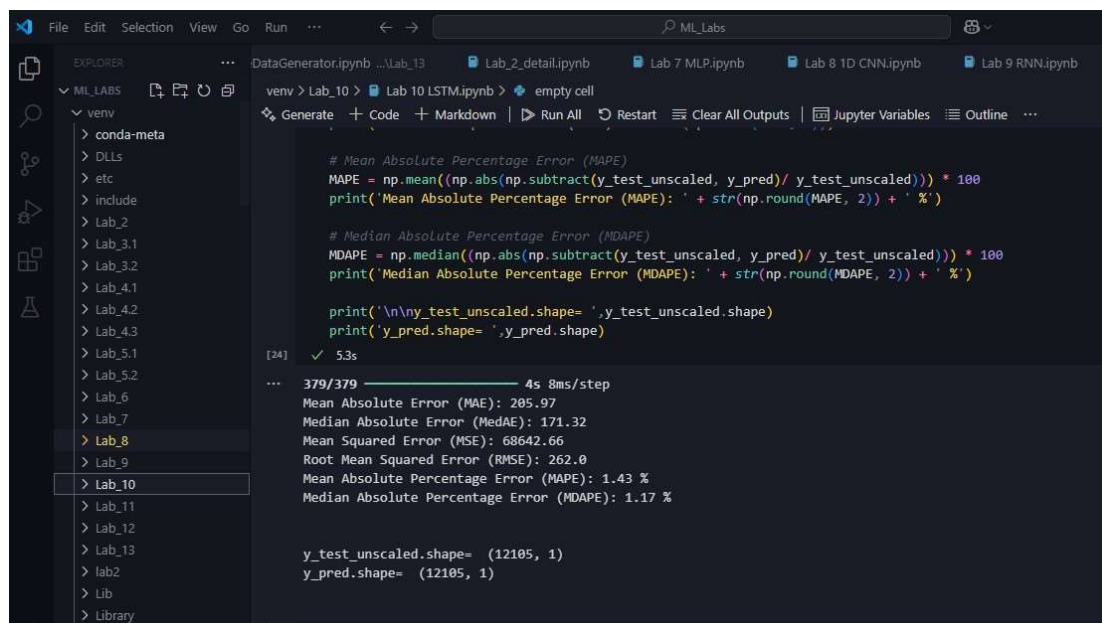 File Edit Selection View Go Run ··· ← → ML_Labs
EXPLORER ···
ML_LABS
venv
conda-meta
DLLs
etc
include
Lab_2
Lab_3.1
Lab_3.2
Lab_4.1
Lab_4.2
Lab_4.3
Lab_5.1
Lab_5.2
Lab_6
Lab_7
Lab_8
Lab_9
Lab_10
Lab_11
Lab_12
Lab_13
lab2
Lib
Library
DataGenerator.ipynb ...\Lab_13 Lab_2_detail.ipynb Lab 7 MLP.ipynb Lab 8 1D CNN.ipynb Lab 9 RNN.ipynb
venv > Lab_10 > Lab 10 LSTM.ipynb > empty cell
Generate + Code + Markdown | Run All Restart Clear All Outputs | Jupyter Variables Outline ···
# Mean Absolute Percentage Error (MAPE)
MAPE = np.mean((np.abs(np.subtract(y_test_unscaled, y_pred)/ y_test_unscaled))) * 100
print('Mean Absolute Percentage Error (MAPE): ' + str(np.round(MAPE, 2)) + ' %')
# Median Absolute Percentage Error (MDAPE)
MDAPE = np.median((np.abs(np.subtract(y_test_unscaled, y_pred)/ y_test_unscaled))) * 100
print('Median Absolute Percentage Error (MDAPE): ' + str(np.round(MDAPE, 2)) + ' %')
print('\n\ny_test_unscaled.shape= ',y_test_unscaled.shape)
print('y_pred.shape= ',y_pred.shape)
[24] ✓ 5.3s
··· 379/379 ━━━━━━━━━━━━━━━━━━━━ 4s 8ms/step
Mean Absolute Error (MAE): 205.97
Median Absolute Error (MedAE): 171.32
Mean Squared Error (MSE): 68642.66
Root Mean Squared Error (RMSE): 262.0
Mean Absolute Percentage Error (MAPE): 1.43 %
Median Absolute Percentage Error (MDAPE): 1.17 %
y_test_unscaled.shape= (12105, 1)
y_pred.shape= (12105, 1)